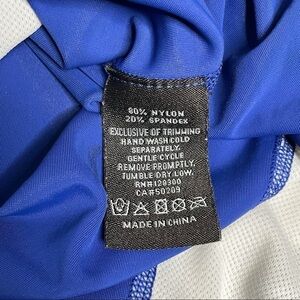 80% NYLON
20% SPANDEX
EXCLUSIVE OF TRIMMING
HAND WASH COLD
SEPARATELY.
GENTLE CYCLE
REMOVE PROMPTLY.
TUMBLE DRY LOW.
RN#120300
CA#50209
MADE IN CHINA